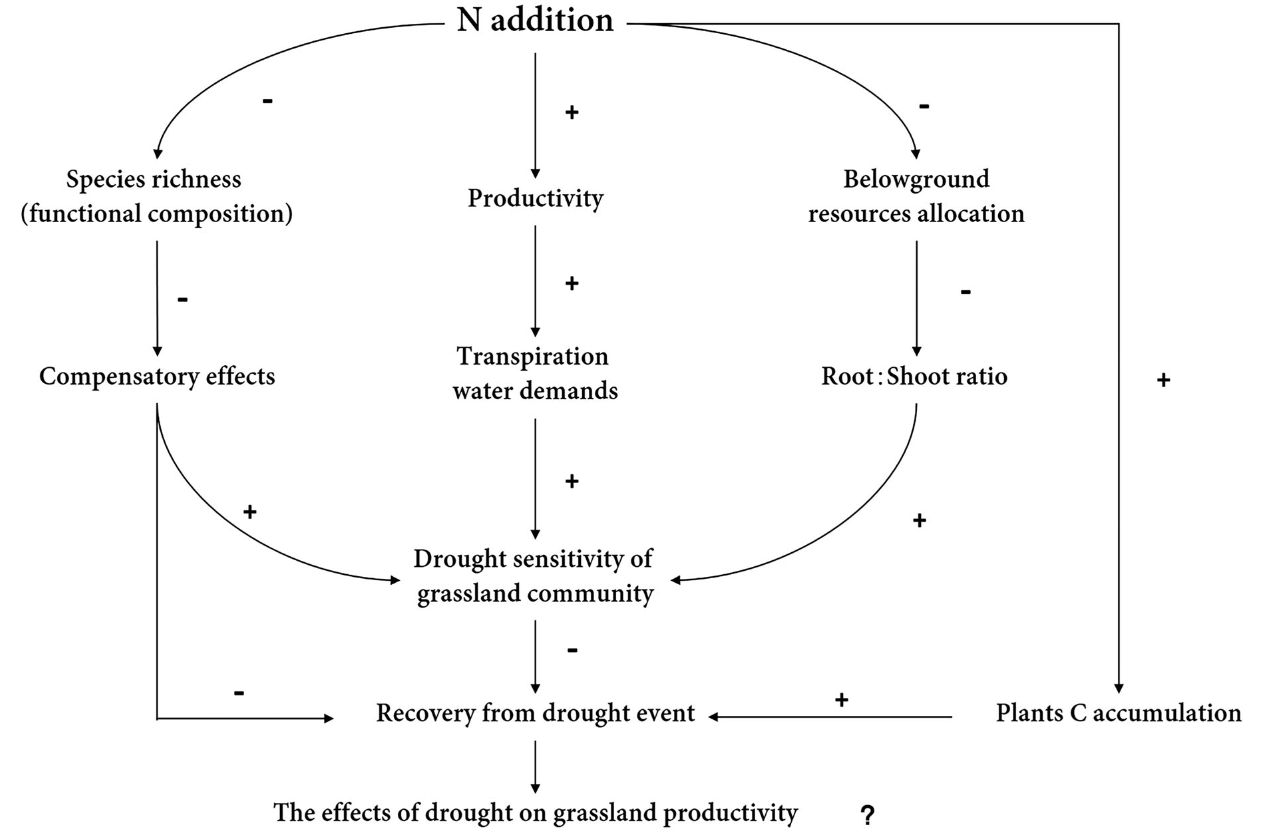 N addition
-
+
-
Species richness
(functional composition)
Productivity
Belowground
resources allocation
-
+
-
Compensatory effects
Transpiration
water demands
Root:Shoot ratio
+
+
+
+
Drought sensitivity of
grassland community
-
-
+
Recovery from drought event
Plants C accumulation
The effects of drought on grassland productivity ?